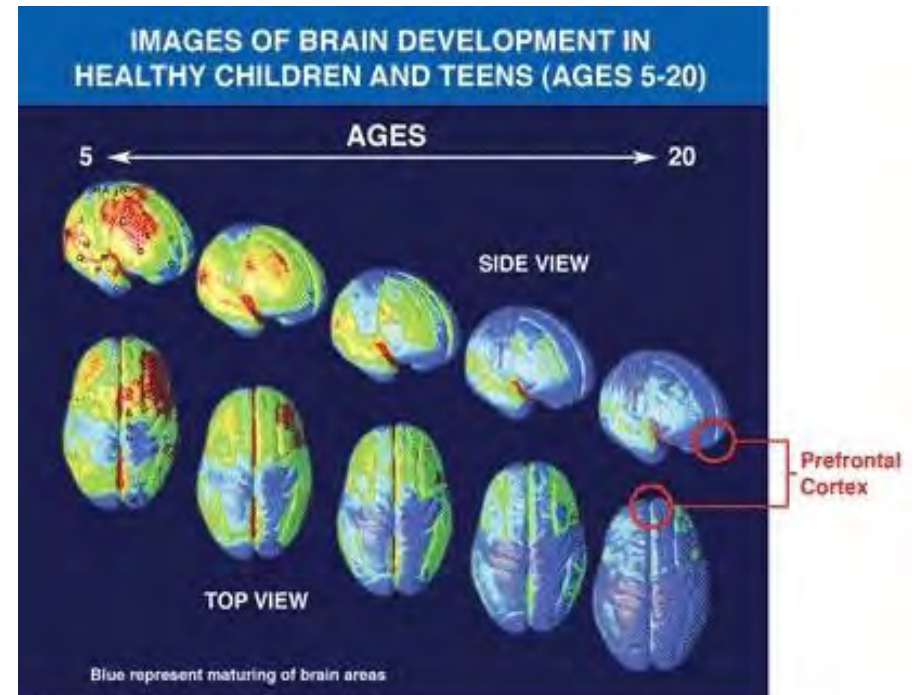 IMAGES OF BRAIN DEVELOPMENT IN
HEALTHY CHILDREN AND TEENS (AGES 5-20)
AGES
5
20
SIDE VIEW
Prefrontal
Cortex
TOP VIEW
Blue represent maturing of brain areas